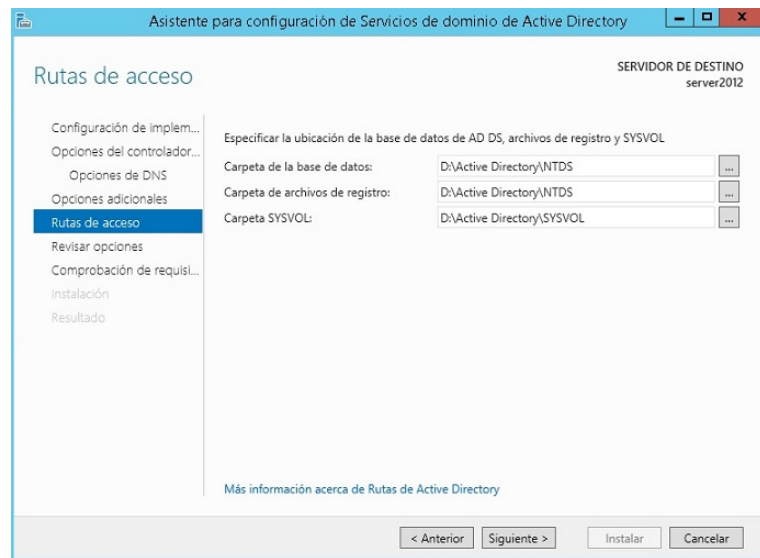 Asistente para configuración de Servicios de dominio de Active Directory
Rutas de acceso
SERVIDOR DE DESTINO
server2012
Configuración de implem...
Opciones del controlador...
Opciones de DNS
Opciones adicionales
Rutas de acceso
Revisar opciones
Comprobación de requisi...
Instalación
Resultado
Especificar la ubicación de la base de datos de AD DS, archivos de registro y SYSVOL
Carpeta de la base de datos: D:\Active Directory\NTDS ...
Carpeta de archivos de registro: D:\Active Directory\NTDS ...
Carpeta SYSVOL: D:\Active Directory\SYSVOL ...
Más información acerca de Rutas de Active Directory
< Anterior Siguiente > Instalar Cancelar